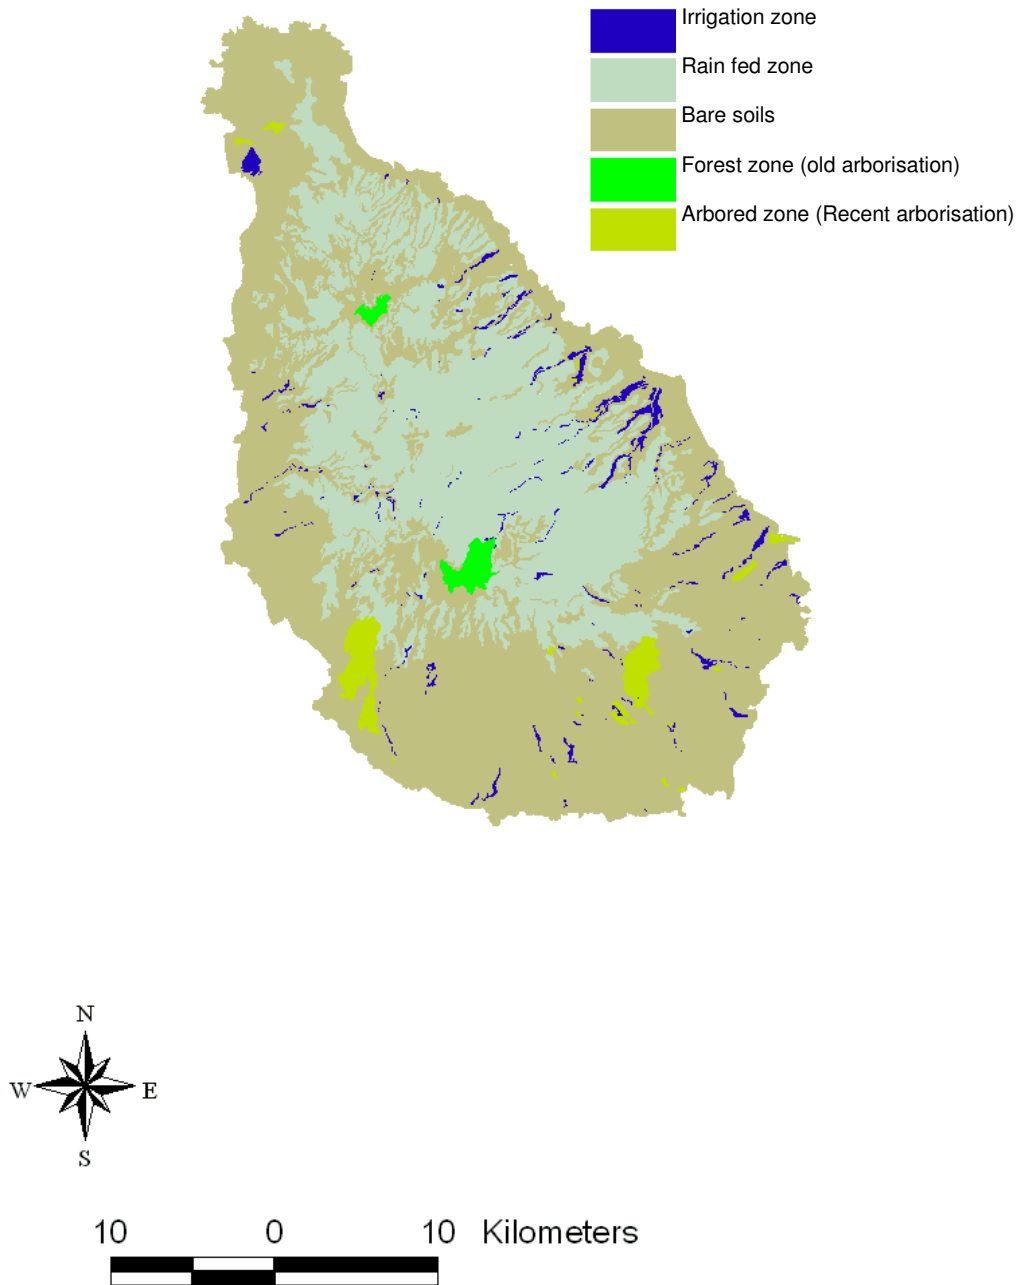 Irrigation zone
Rain fed zone
Bare soils
Forest zone (old arborisation)
Arbored zone (Recent arborisation)
N
W E
S
10 0 10 Kilometers